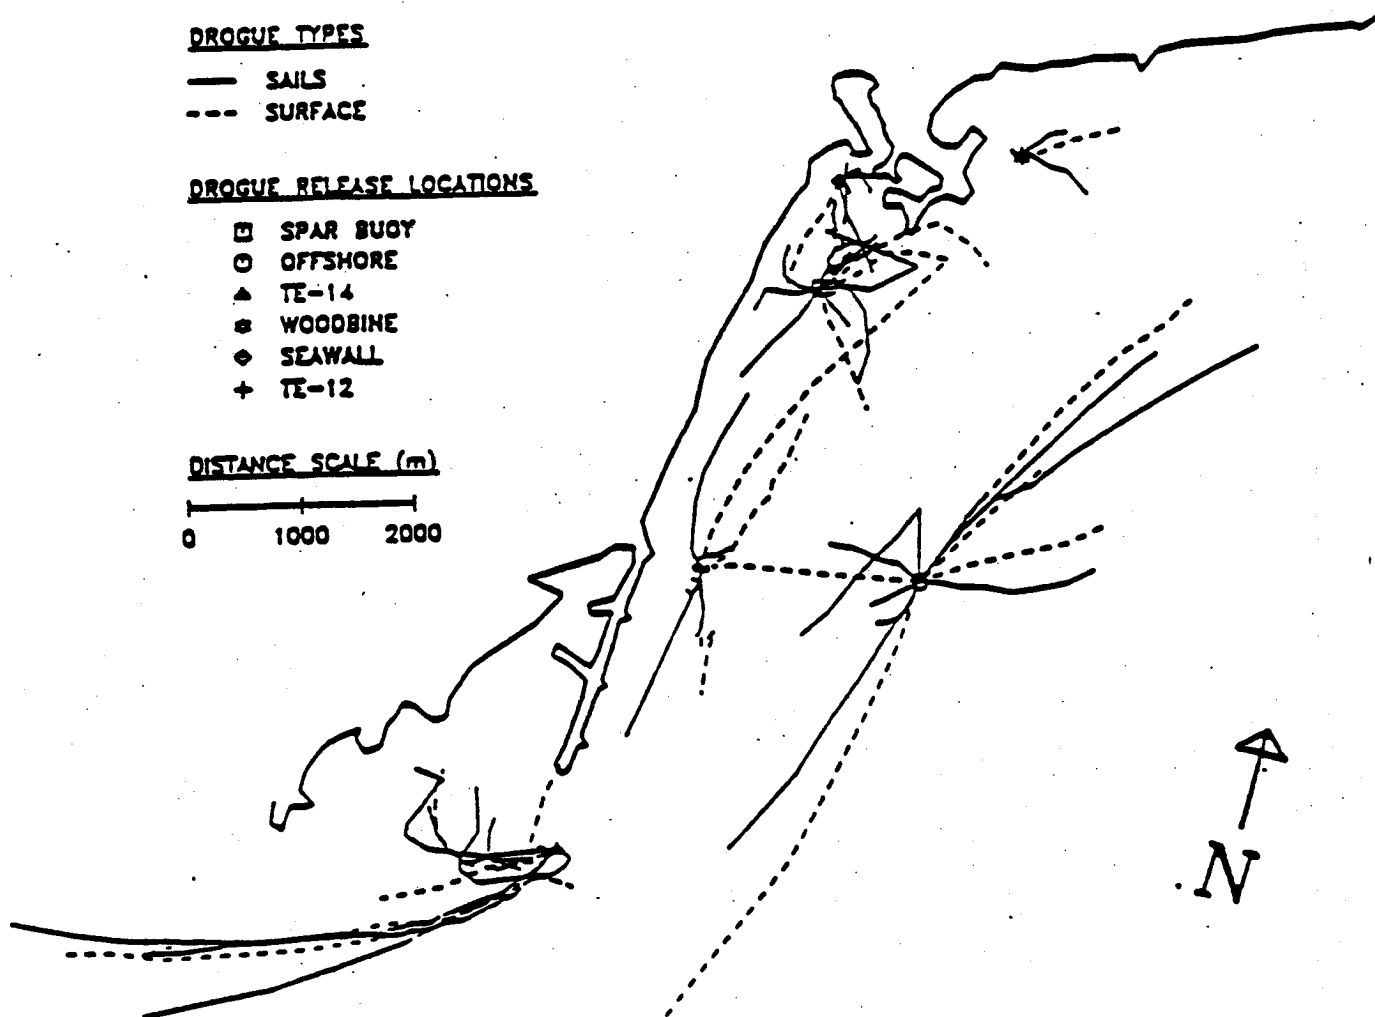 DROGUE TYPES
SAILS
SURFACE
DROGUE RELEASE LOCATIONS
SPAR BUOY
OFFSHORE
TE-14
WOODBINE
SEAWALL
TE-12
DISTANCE SCALE (m)
0 1000 2000
N